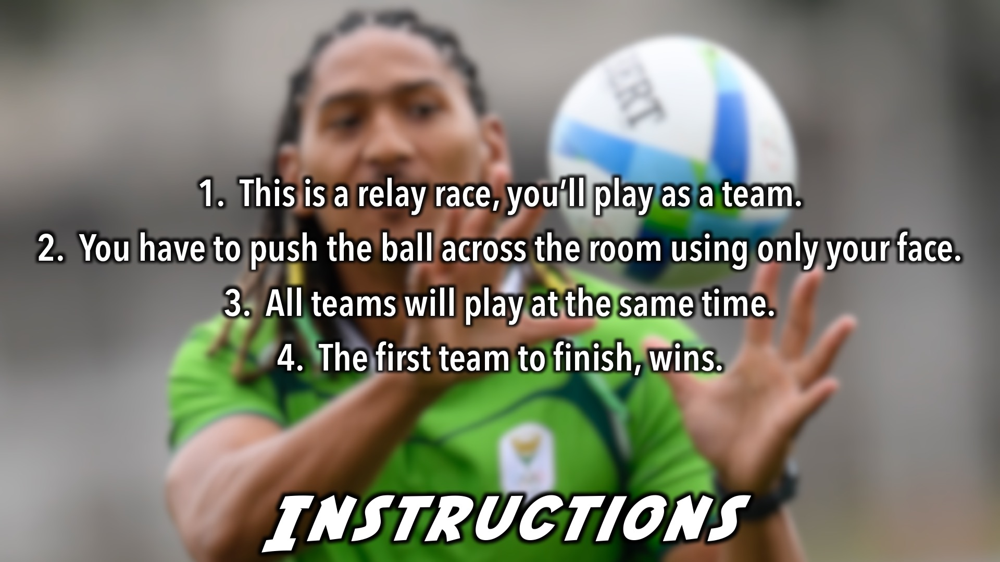 ERT
1. This is a relay race, you’ll play as a team.
2. You have to push the ball across the room using only your face.
3. All teams will play at the same time.
4. The first team to finish, wins.
INSTRUCTIONS